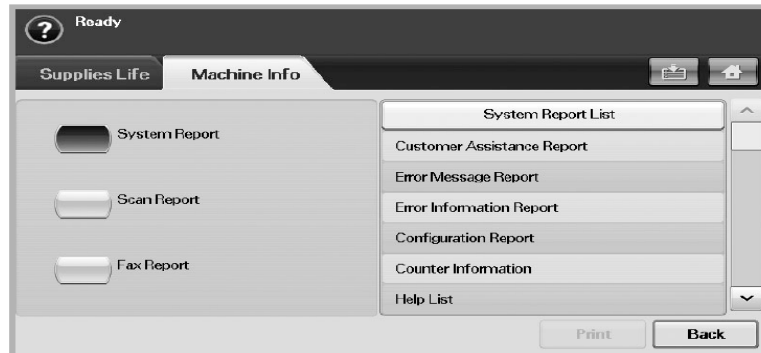 ?
Ready
Supplies Life
Machine Info
System Report
Scan Report
Fax Report
System Report List
Customer Assistance Report
Error Message Report
Error Information Report
Configuration Report
Counter Information
Help List
Print
Back